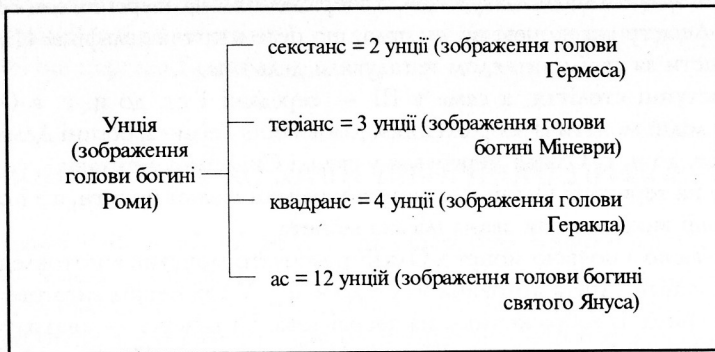 Унція
(зображення
голови богині
Роми)
секстанс = 2 унції (зображення голови
Гермеса)
теріанс = 3 унції (зображення голови
богині Міневри)
квадранс = 4 унції (зображення голови
Геракла)
ас = 12 унцій (зображення голови богині
святого Януса)